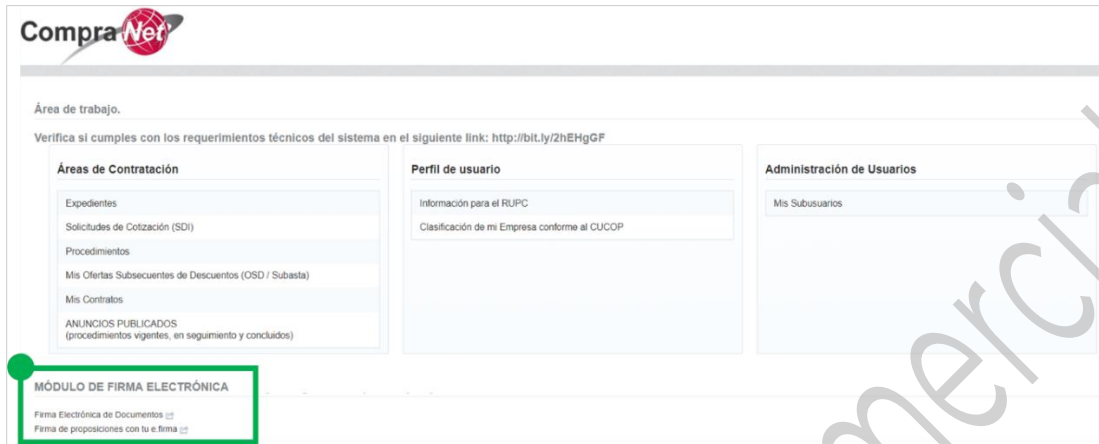 CompraNet
Área de trabajo.
Verifica si cumples con los requerimientos técnicos del sistema en el siguiente link: http://bit.ly/2hEHgGF
Áreas de Contratación
Expedientes
Solicitudes de Cotización (SDI)
Procedimientos
Mis Ofertas Subsecuentes de Descuentos (OSD / Subasta)
Mis Contratos
ANUNCIOS PUBLICADOS
(procedimientos vigentes, en seguimiento y concluidos)
Perfil de usuario
Información para el RUPC
Clasificación de mi Empresa conforme al CUCOP
Administración de Usuarios
Mis Subusuarios
MÓDULO DE FIRMA ELECTRÓNICA
Firma Electrónica de Documentos
Firma de proposiciones con tu e.firma
merci